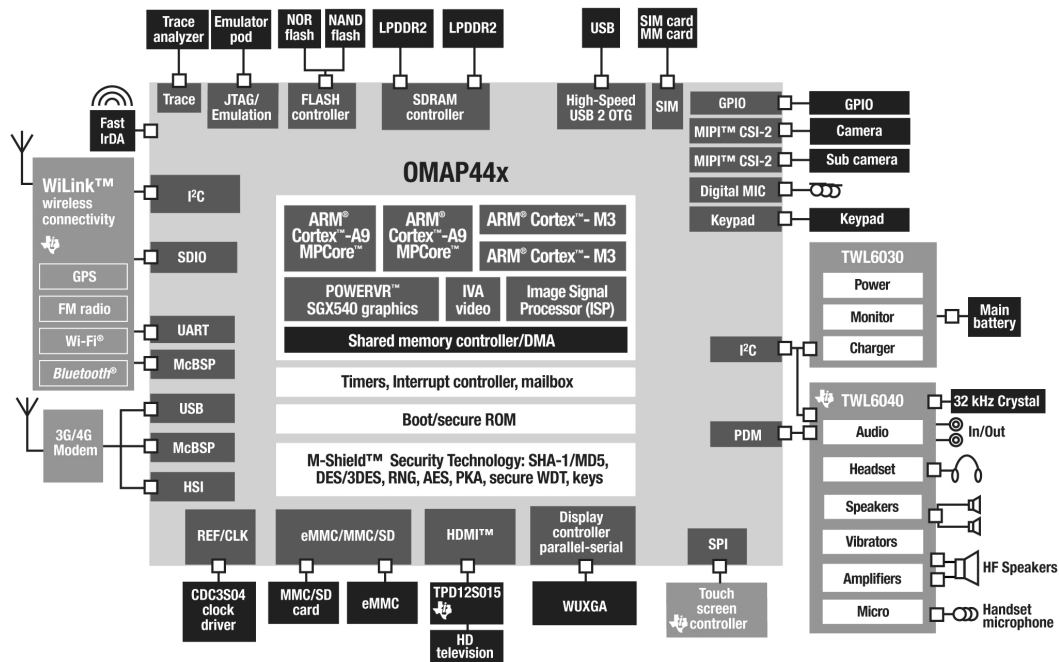 Trace
analyzer
Emulator
pod
NOR
flash
NAND
flash
LPDDR2
LPDDR2
USB
SIM card
MM card
Fast
IrDA
Trace
JTAG/
Emulation
FLASH
controller
SDRAM
controller
High-Speed
USB 2 OTG
SIM
GPIO
GPIO
MIPI™ CSI-2
Camera
MIPI™ CSI-2
Sub camera
Digital MIC
Keypad
Keypad
OMAP44x
WiLink™
wireless
connectivity
GPS
FM radio
Wi-Fi®
Bluetooth®
I²C
SDIO
UART
McBSP
3G/4G
Modem
USB
McBSP
HSI
ARM®
Cortex™-A9
MPCore™
ARM®
Cortex™-A9
MPCore™
ARM® Cortex™- M3
ARM® Cortex™- M3
POWERVR™
SGX540 graphics
IVA
video
Image Signal
Processor (ISP)
Shared memory controller/DMA
Timers, Interrupt controller, mailbox
Boot/secure ROM
M-Shield™ Security Technology: SHA-1/MD5,
DES/3DES, RNG, AES, PKA, secure WDT, keys
I²C
PDM
TWL6030
Power
Monitor
Charger
Main
battery
TWL6040
Audio
Headset
Speakers
Vibrators
Amplifiers
Micro
32 kHz Crystal
In/Out
HF Speakers
Handset
microphone
REF/CLK
eMMC/MMC/SD
HDMI™
Display
controller
parallel-serial
SPI
CDC3S04
clock
driver
MMC/SD
card
eMMC
TPD12S015
HD
television
WUXGA
Touch
screen
controller